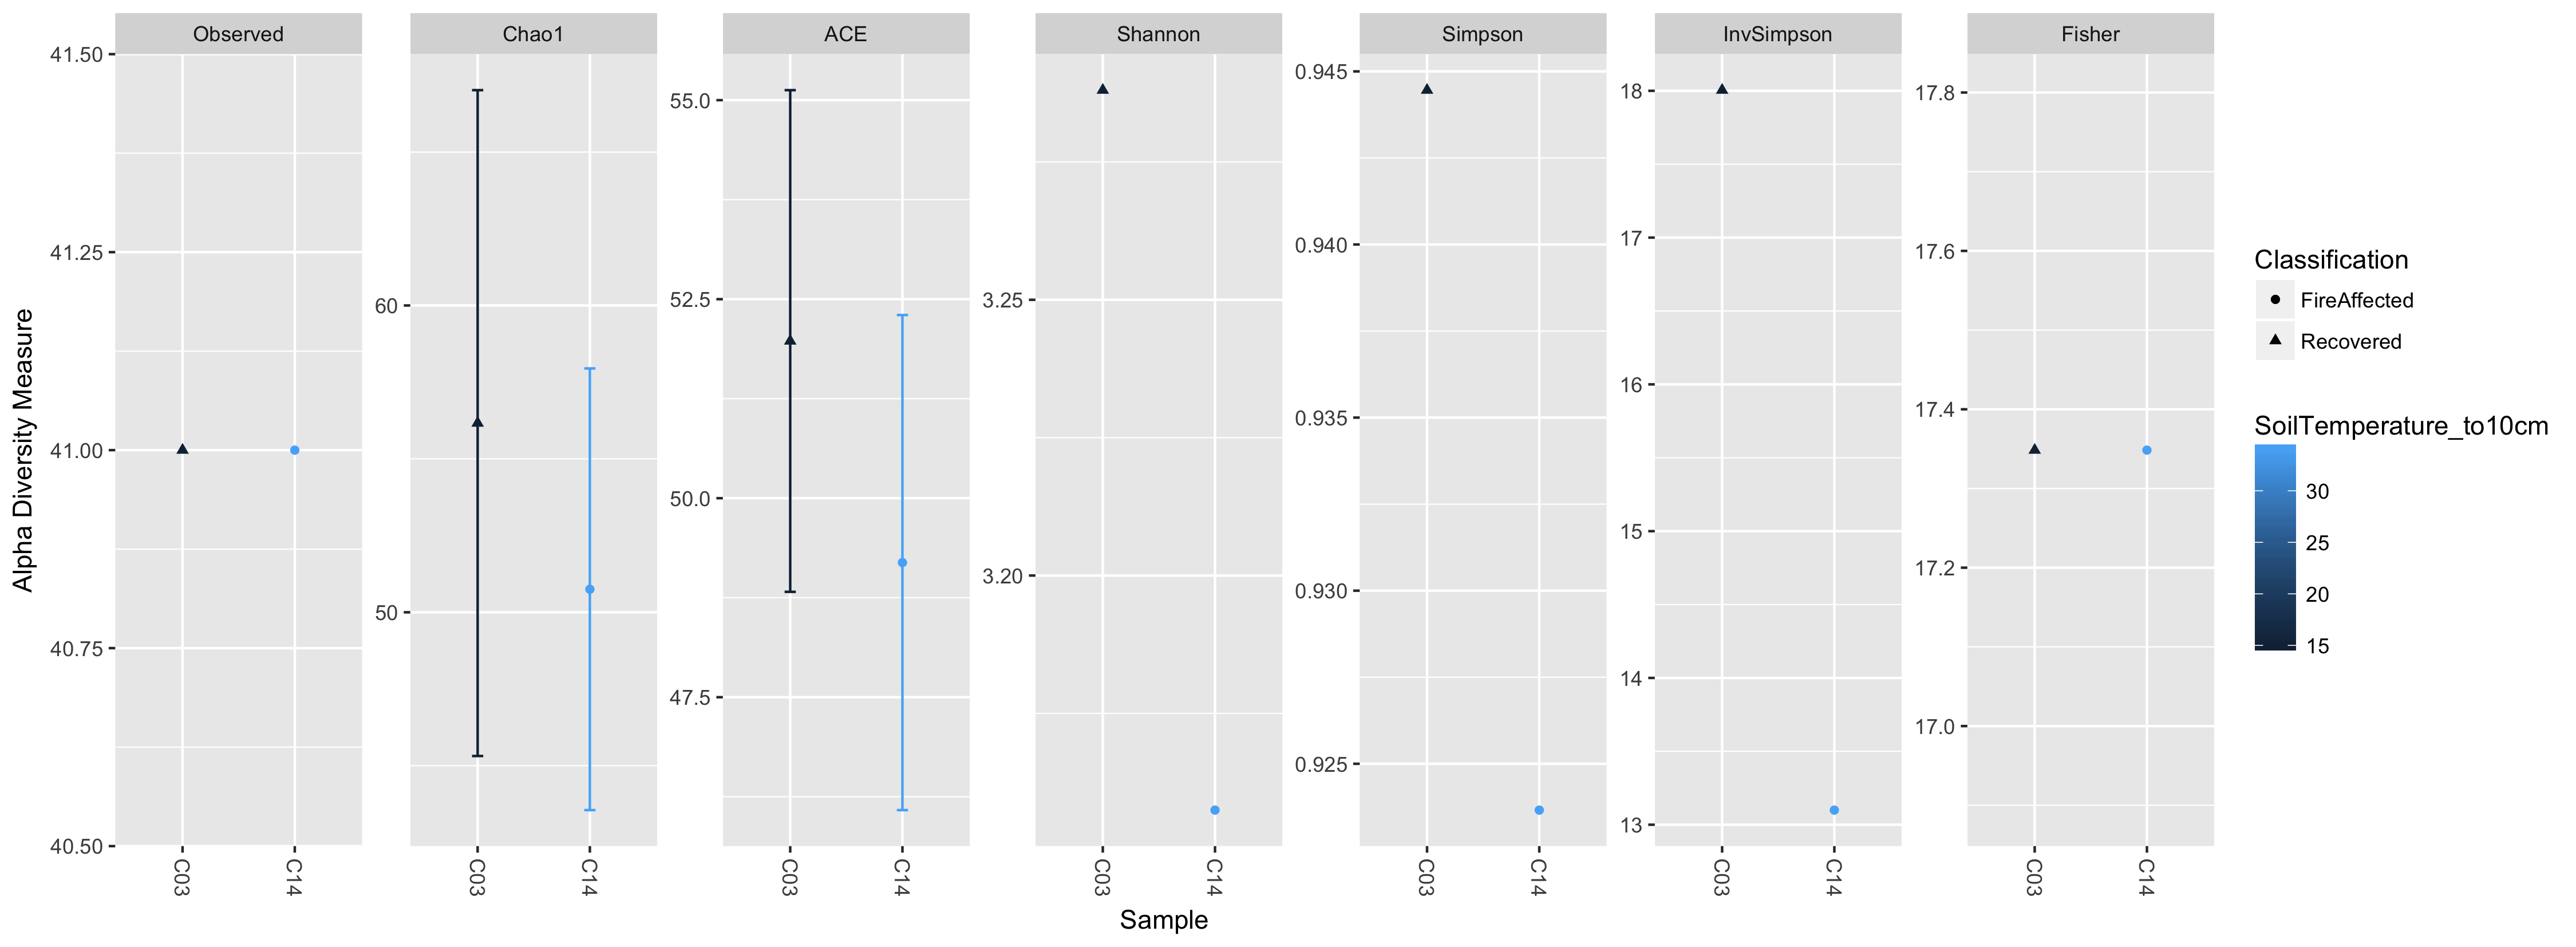 Observed
Chao1
ACE
Shannon
Simpson
InvSimpson
Fisher
Alpha Diversity Measure
41.50
41.25
41.00
40.75
40.50
60
50
55.0
52.5
50.0
47.5
3.25
3.20
0.945
0.940
0.935
0.930
0.925
18
17
16
15
14
13
17.8
17.6
17.4
17.2
17.0
C03
C14
C03
C14
C03
C14
C03
C14
C03
C14
C03
C14
C03
C14
Sample
Classification
FireAffected
Recovered
SoilTemperature_to10cm
30
25
20
15